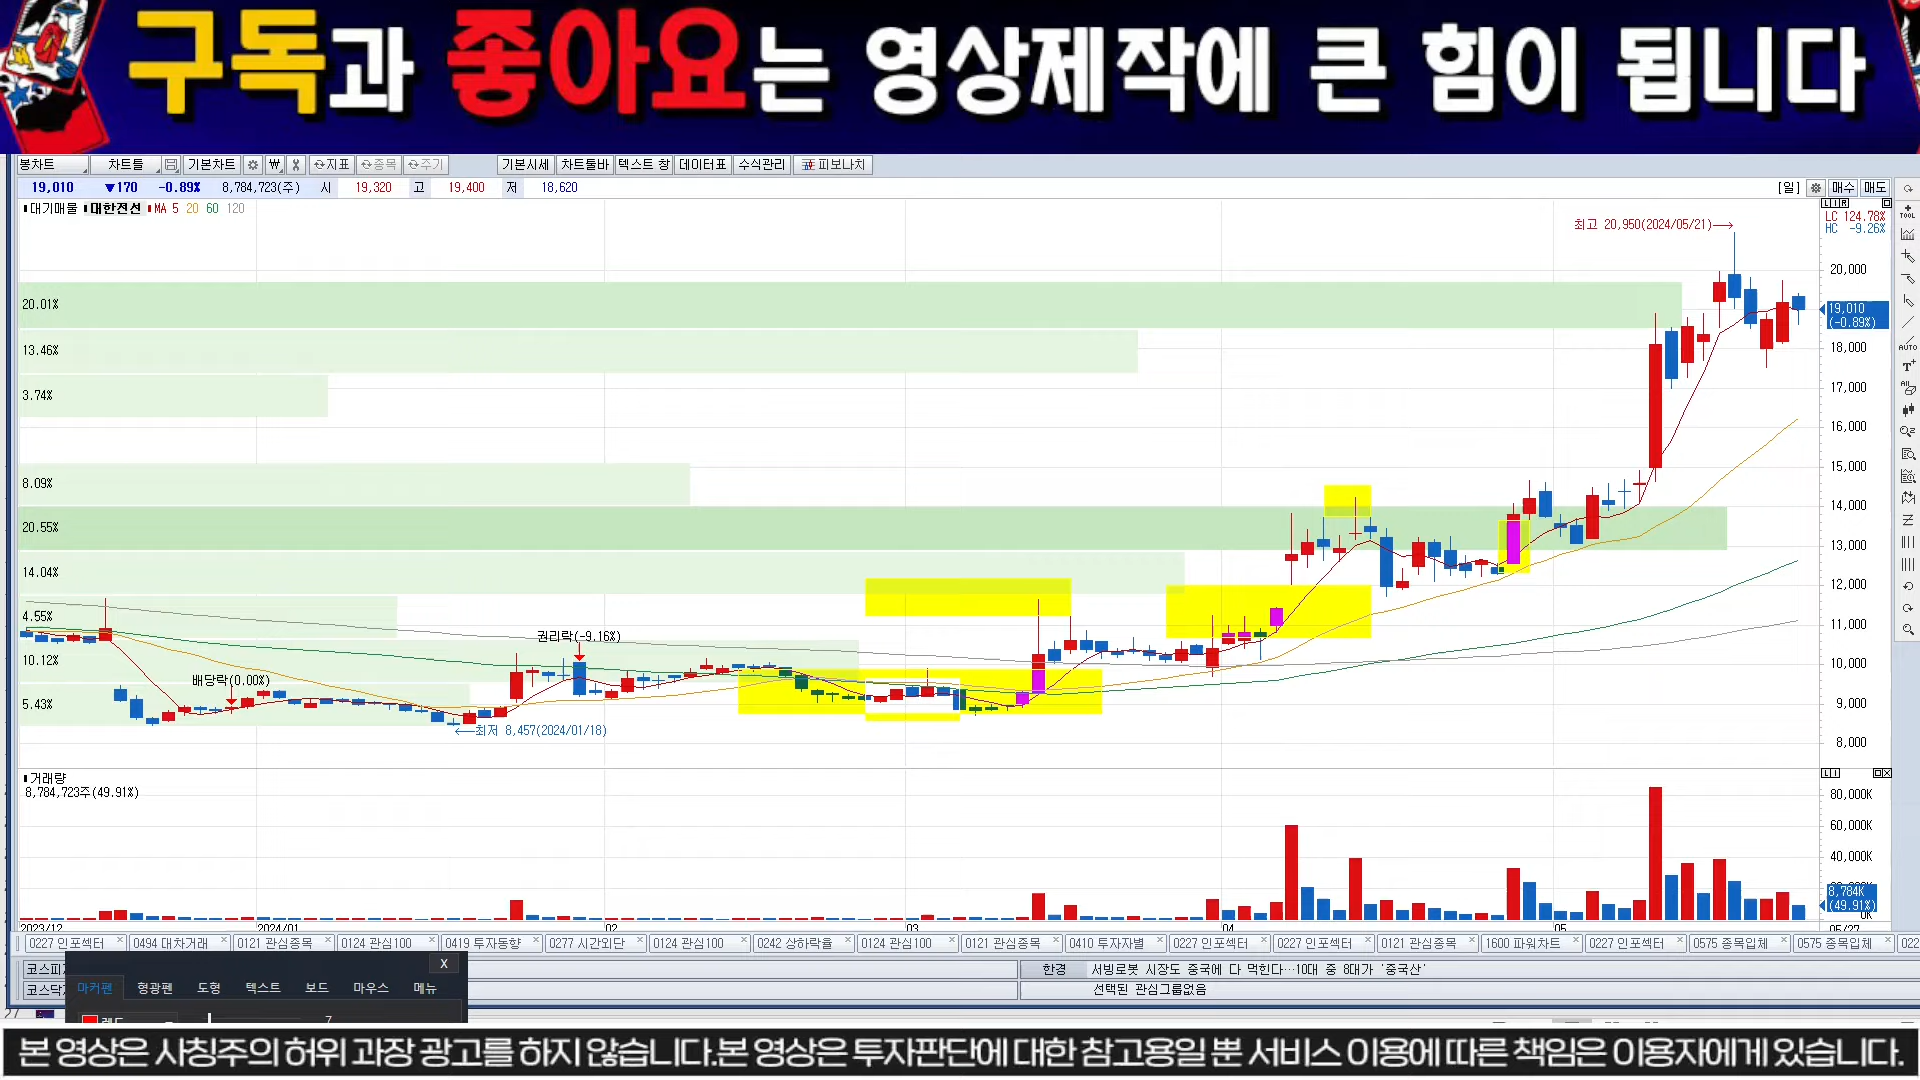 구독과 좋아요는 영상제작에 큰 힘이 됩니다
봉차트 차트툴 기본차트 ₩ 지표 종목 주기 기본시세 차트툴바 텍스트 창 데이터표 수식관리 피보나치
19,010 ▼170 -0.89% 8,784,723(주) 시 19,320 고 19,400 저 18,620 [일] 매수 매도
대기매물 대한전선 MA 5 20 60 120
LC 124.78%
HC -9.26%
최고 20,950(2024/05/21)→
20,000
19,010
(-0.89%)
18,000
17,000
16,000
15,000
14,000
13,000
12,000
11,000
10,000
9,000
8,000
20.01%
13.46%
3.74%
8.09%
20.55%
14.04%
4.55%
10.12%
5.43%
권리락(-9.16%)
배당락(0.00%)
←최저 8,457(2024/01/18)
거래량
8,784,723주(49.91%)
80,000K
60,000K
40,000K
8,784K
(49.91%)
0K
2023/12 2024/01 02 03 04 05 05/27
TOOL
AUTO
All
0227 인포섹터 0494 대차거래 0121 관심종목 0124 관심100 0419 투자동향 0277 시간외단 0124 관심100 0242 상하락율 0124 관심100 0121 관심종목 0410 투자자별 0227 인포섹터 0227 인포섹터 0121 관심종목 1600 파워차트 0227 인포섹터 0575 종목입체 0575 종목입체 022
코스피
코스닥
X
마커펜 형광펜 도형 텍스트 보드 마우스 메뉴
레드 7
한경 서빙로봇 시장도 중국에 다 먹힌다…10대 중 8대가 '중국산'
선택된 관심그룹없음
본 영상은 사칭주의 허위 과장 광고를 하지 않습니다.본 영상은 투자판단에 대한 참고용일 뿐 서비스 이용에 따른 책임은 이용자에게 있습니다.